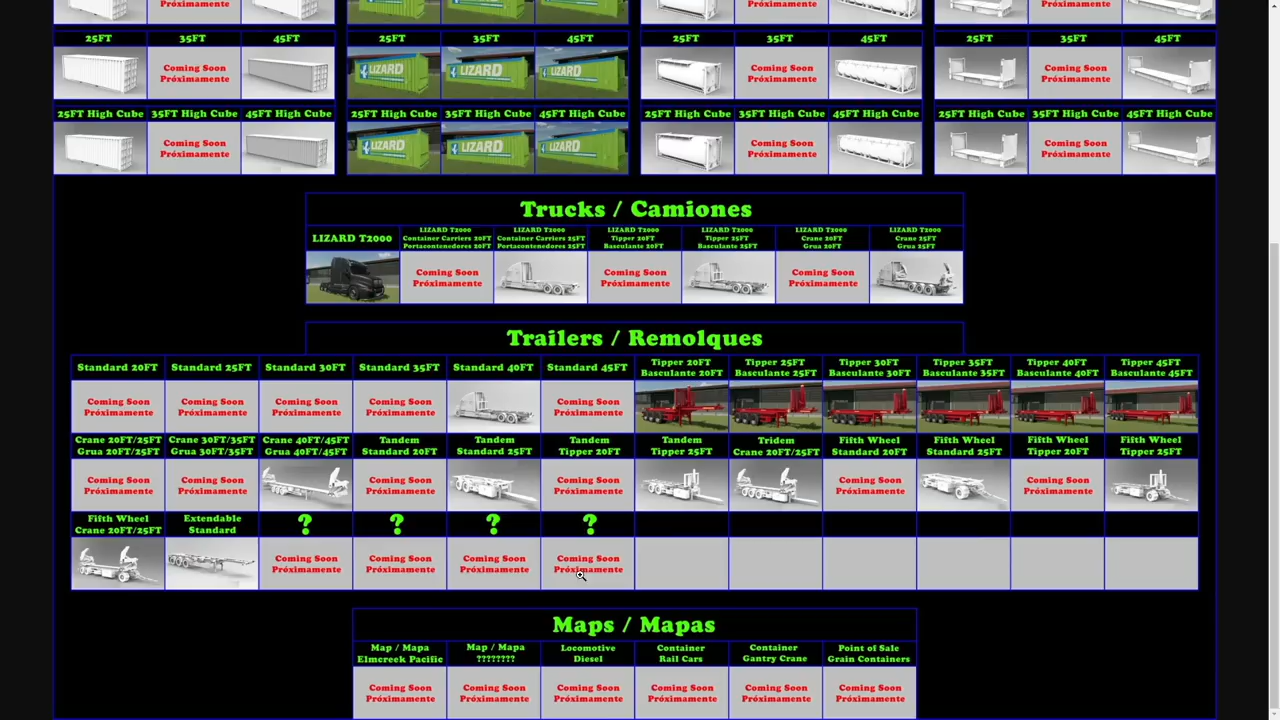 Próximamente Próximamente
25FT 35FT 45FT 25FT 35FT 45FT 25FT 35FT 45FT 25FT 35FT 45FT
Coming Soon LIZARD LIZARD LIZARD Coming Soon Coming Soon
Próximamente Próximamente Próximamente
25FT High Cube 35FT High Cube 45FT High Cube 25FT High Cube 35FT High Cube 45FT High Cube 25FT High Cube 35FT High Cube 45FT High Cube 25FT High Cube 35FT High Cube 45FT High Cube
Coming Soon LIZARD LIZARD LIZARD Coming Soon Coming Soon
Próximamente Próximamente Próximamente
Trucks / Camiones
LIZARD T2000 LIZARD T2000 LIZARD T2000 LIZARD T2000 LIZARD T2000 LIZARD T2000
LIZARD T2000 Container Carriers 20FT Container Carriers 25FT Tipper 20FT Tipper 25FT Crane 20FT Crane 25FT
Portacontenedores 20FT Portacontenedores 25FT Basculante 20FT Basculante 25FT Grua 20FT Grua 25FT
Coming Soon Coming Soon Coming Soon
Próximamente Próximamente Próximamente
Trailers / Remolques
Standard 20FT Standard 25FT Standard 30FT Standard 35FT Standard 40FT Standard 45FT Tipper 20FT Tipper 25FT Tipper 30FT Tipper 35FT Tipper 40FT Tipper 45FT
Basculante 20FT Basculante 25FT Basculante 30FT Basculante 35FT Basculante 40FT Basculante 45FT
Coming Soon Coming Soon Coming Soon Coming Soon Coming Soon
Próximamente Próximamente Próximamente Próximamente Próximamente
Crane 20FT/25FT Crane 30FT/35FT Crane 40FT/45FT Tandem Tandem Tandem Tandem Tridem Fifth Wheel Fifth Wheel Fifth Wheel Fifth Wheel
Grua 20FT/25FT Grua 30FT/35FT Grua 40FT/45FT Standard 20FT Standard 25FT Tipper 20FT Tipper 25FT Crane 20FT/25FT Standard 20FT Standard 25FT Tipper 20FT Tipper 25FT
Coming Soon Coming Soon Coming Soon Coming Soon Coming Soon Coming Soon
Próximamente Próximamente Próximamente Próximamente Próximamente Próximamente
Fifth Wheel Extendable ? ? ? ?
Crane 20FT/25FT Standard
Coming Soon Coming Soon Coming Soon Coming Soon
Próximamente Próximamente Próximamente Próximamente
Maps / Mapas
Map / Mapa Map / Mapa Locomotive Container Container Point of Sale
Elmcreek Pacific ???????? Diesel Rail Cars Gantry Crane Grain Containers
Coming Soon Coming Soon Coming Soon Coming Soon Coming Soon Coming Soon
Próximamente Próximamente Próximamente Próximamente Próximamente Próximamente